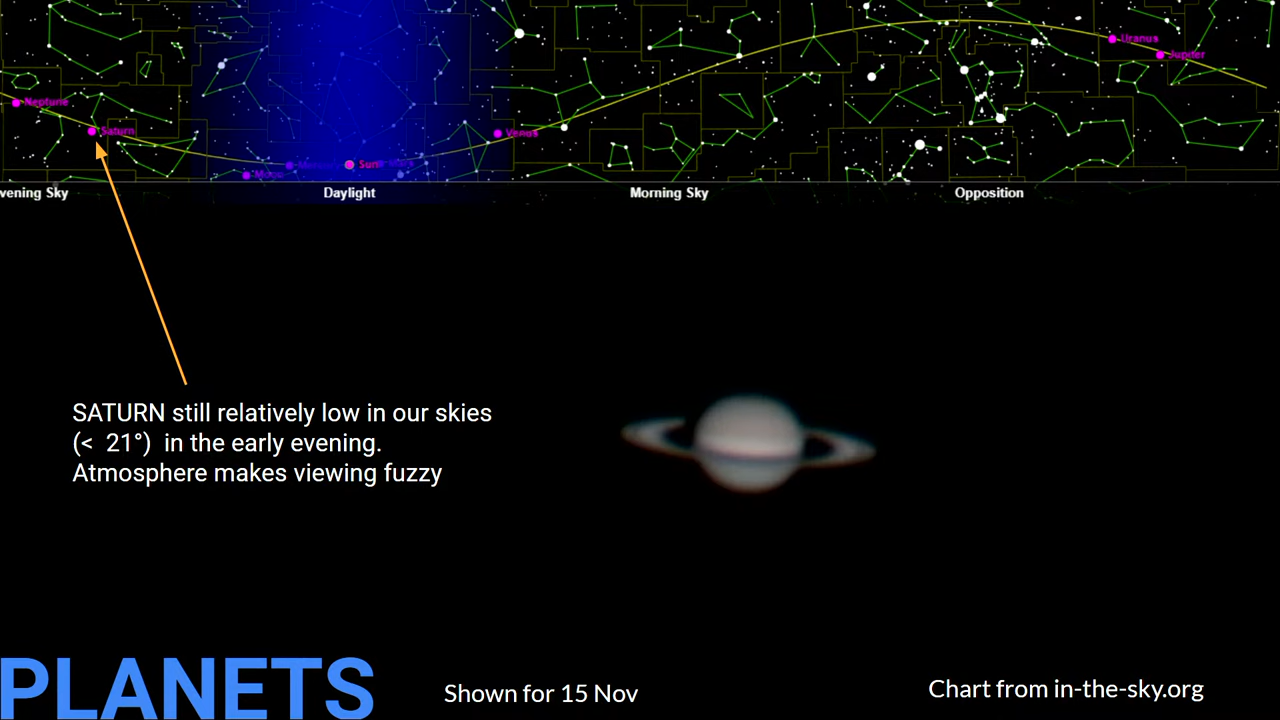 Uranus
Jupiter
Neptune
Saturn
Venus
Sun
vening Sky
Daylight
Morning Sky
Opposition
SATURN still relatively low in our skies
(< 21°) in the early evening.
Atmosphere makes viewing fuzzy
PLANETS
Shown for 15 Nov
Chart from in-the-sky.org